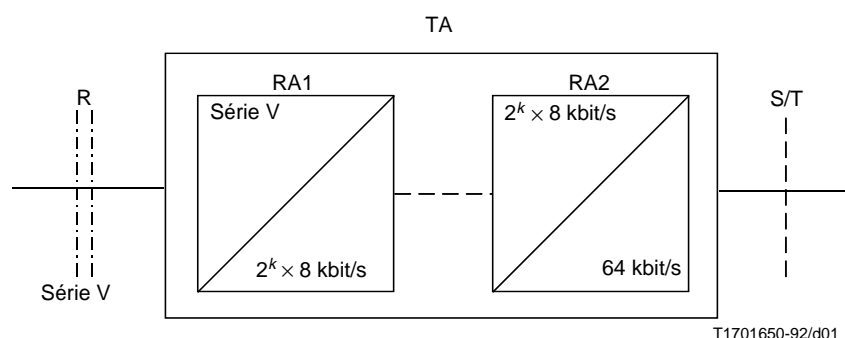 TA
RA1
RA2
R
S/T
Série V
2^k × 8 kbit/s
2^k × 8 kbit/s
64 kbit/s
Série V
T1701650-92/d01